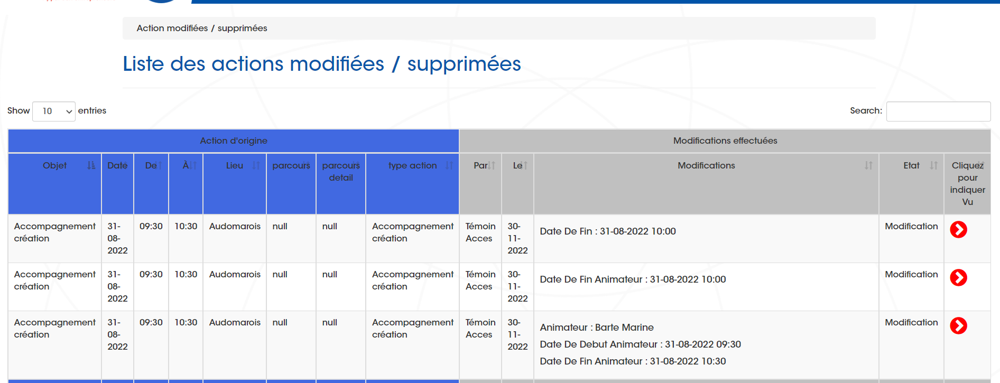 Action modifiées / supprimées
Liste des actions modifiées / supprimées
Show 10 entries
Search:
Action d'origine Modifications effectuées
Objet Date De À Lieu parcours parcours type action Par Le Modifications Etat Cliquez
detail pour
indiquer
Vu
Accompagnement 31- 09:30 10:30 Audomarois null null Accompagnement Témoin 30- Date De Fin : 31-08-2022 10:00 Modification
création 08- création Acces 11-
2022 2022
Accompagnement 31- 09:30 10:30 Audomarois null null Accompagnement Témoin 30- Date De Fin Animateur : 31-08-2022 10:00 Modification
création 08- création Acces 11-
2022 2022
Accompagnement 31- 09:30 10:30 Audomarois null null Accompagnement Témoin 30- Animateur : Barte Marine Modification
création 08- création Acces 11- Date De Debut Animateur : 31-08-2022 09:30
2022 2022 Date De Fin Animateur : 31-08-2022 10:30